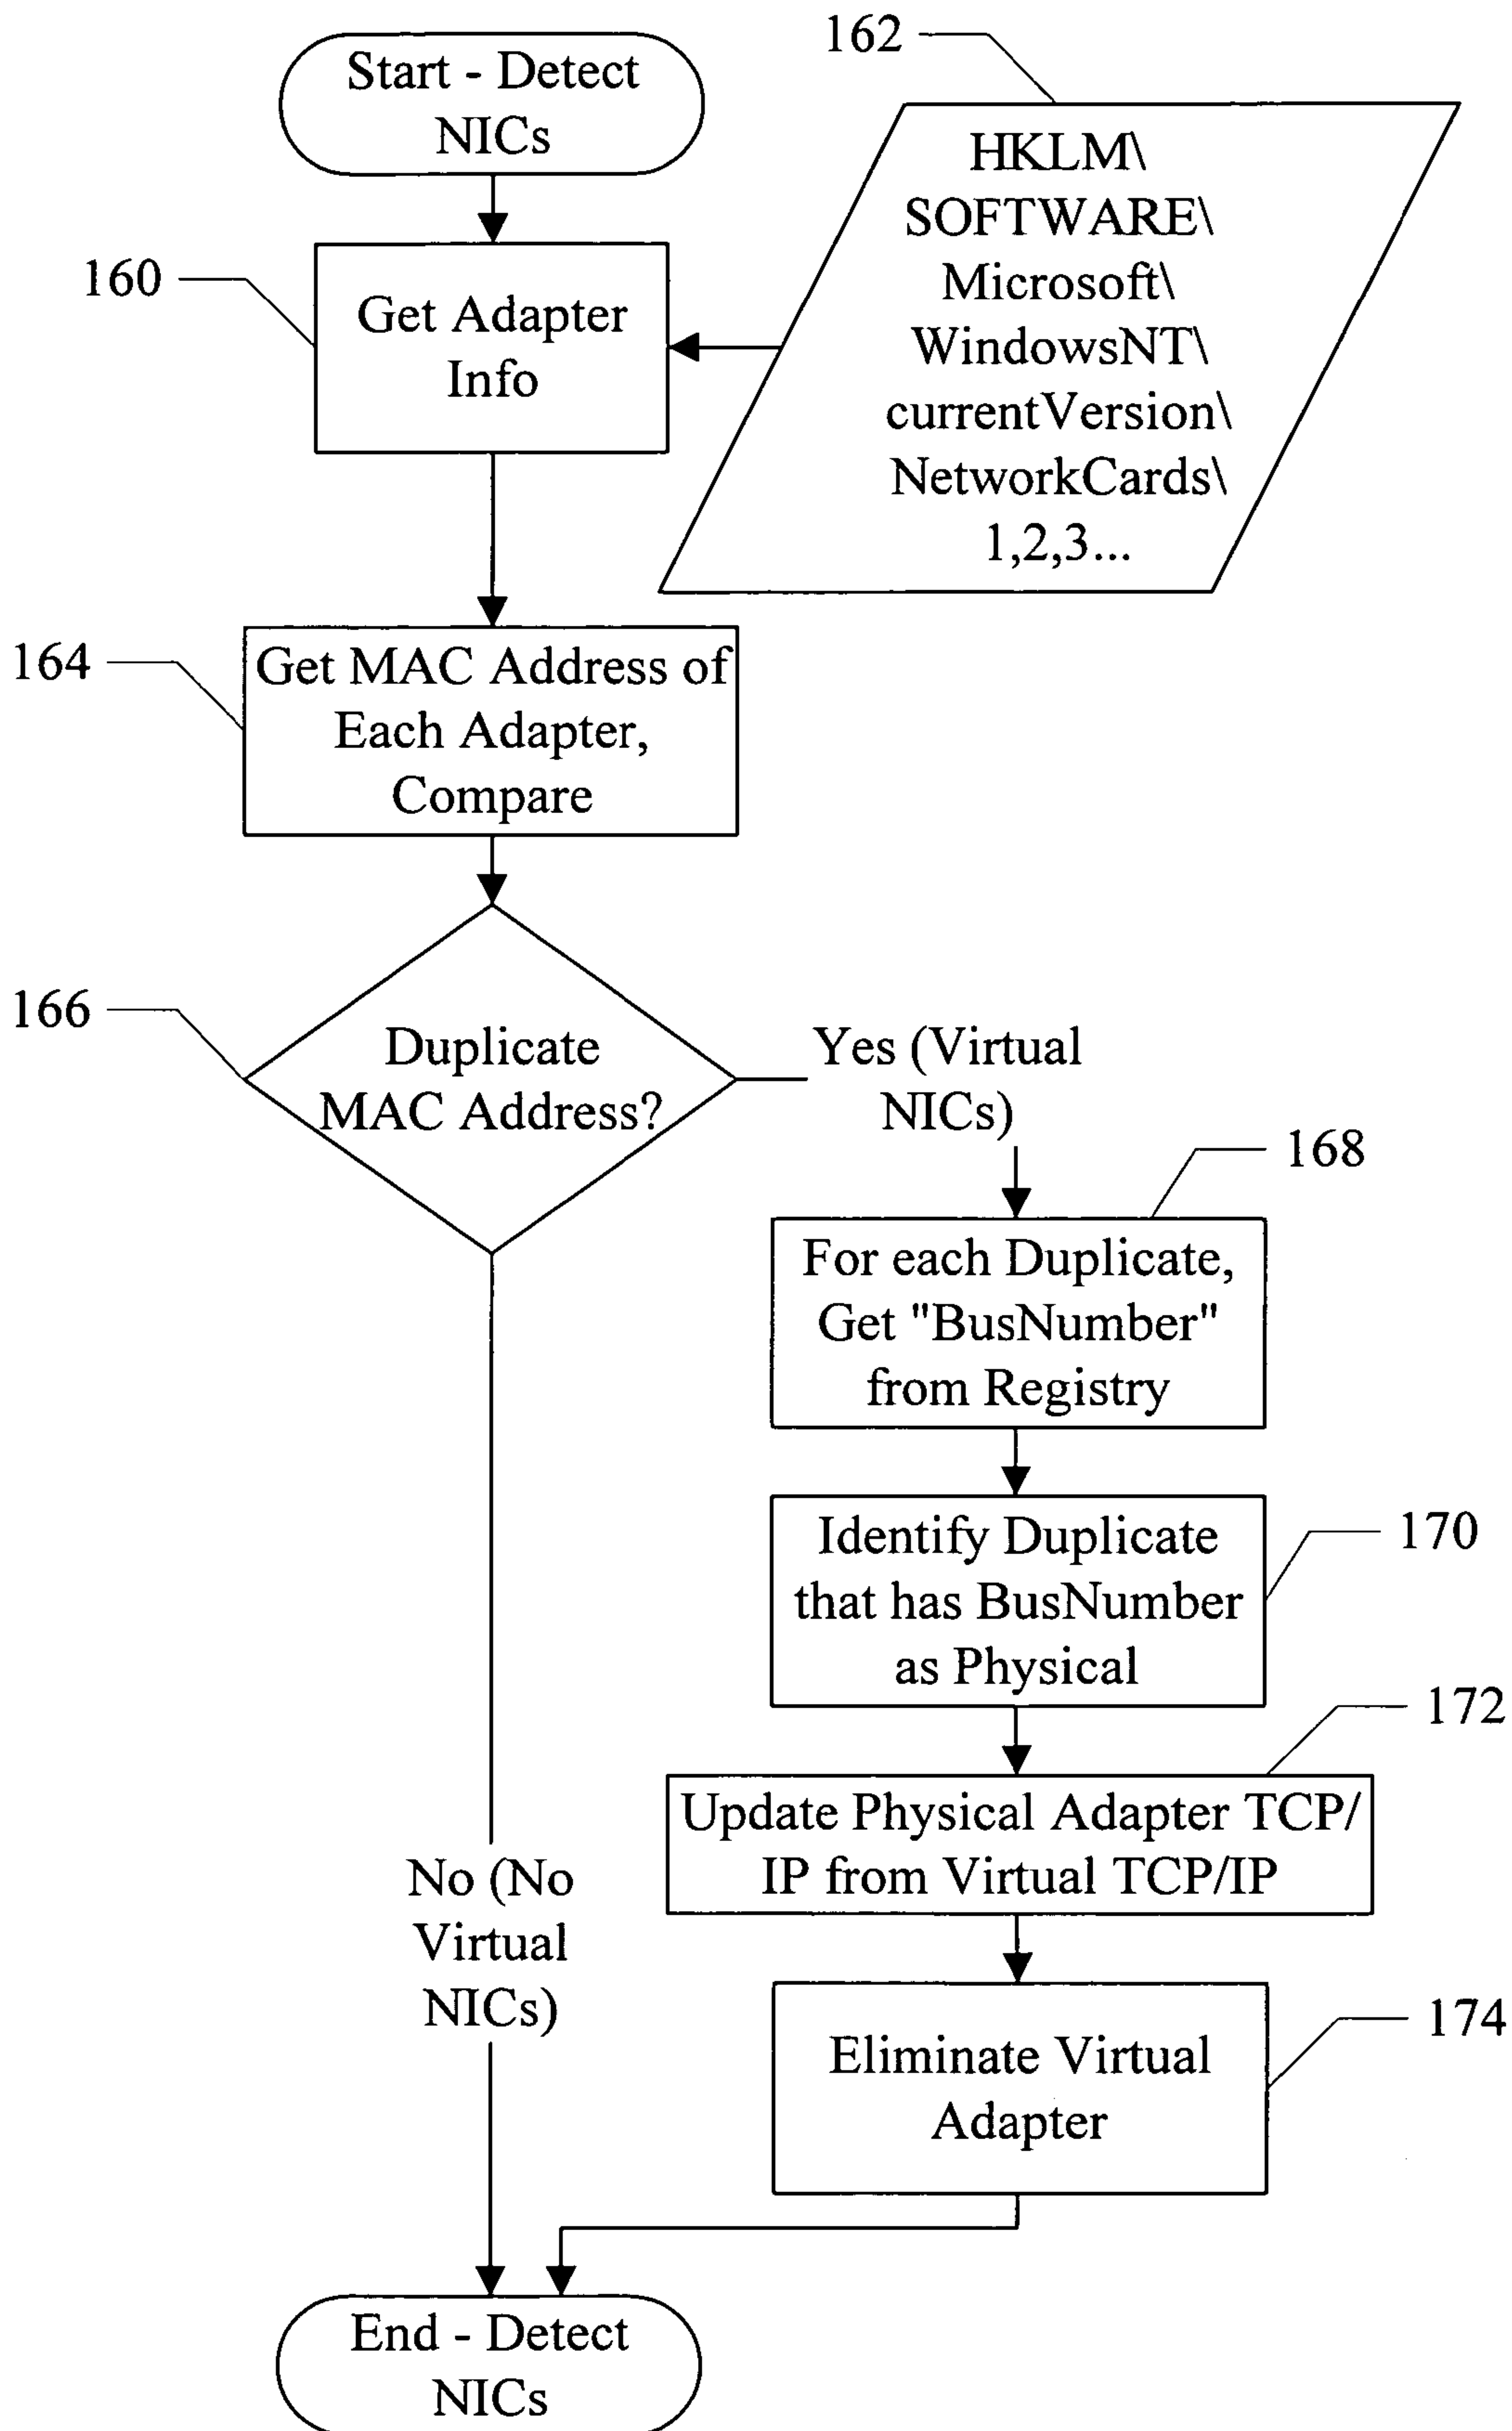 Start - Detect
NICs
162
HKLM\
SOFTWARE\
Microsoft\
WindowsNT\
currentVersion\
NetworkCards\
1,2,3...
160
Get Adapter
Info
164
Get MAC Address of
Each Adapter,
Compare
166
Duplicate
MAC Address?
Yes (Virtual
NICs)
168
For each Duplicate,
Get "BusNumber"
from Registry
170
Identify Duplicate
that has BusNumber
as Physical
172
Update Physical Adapter TCP/
IP from Virtual TCP/IP
No (No
Virtual
NICs)
174
Eliminate Virtual
Adapter
End - Detect
NICs